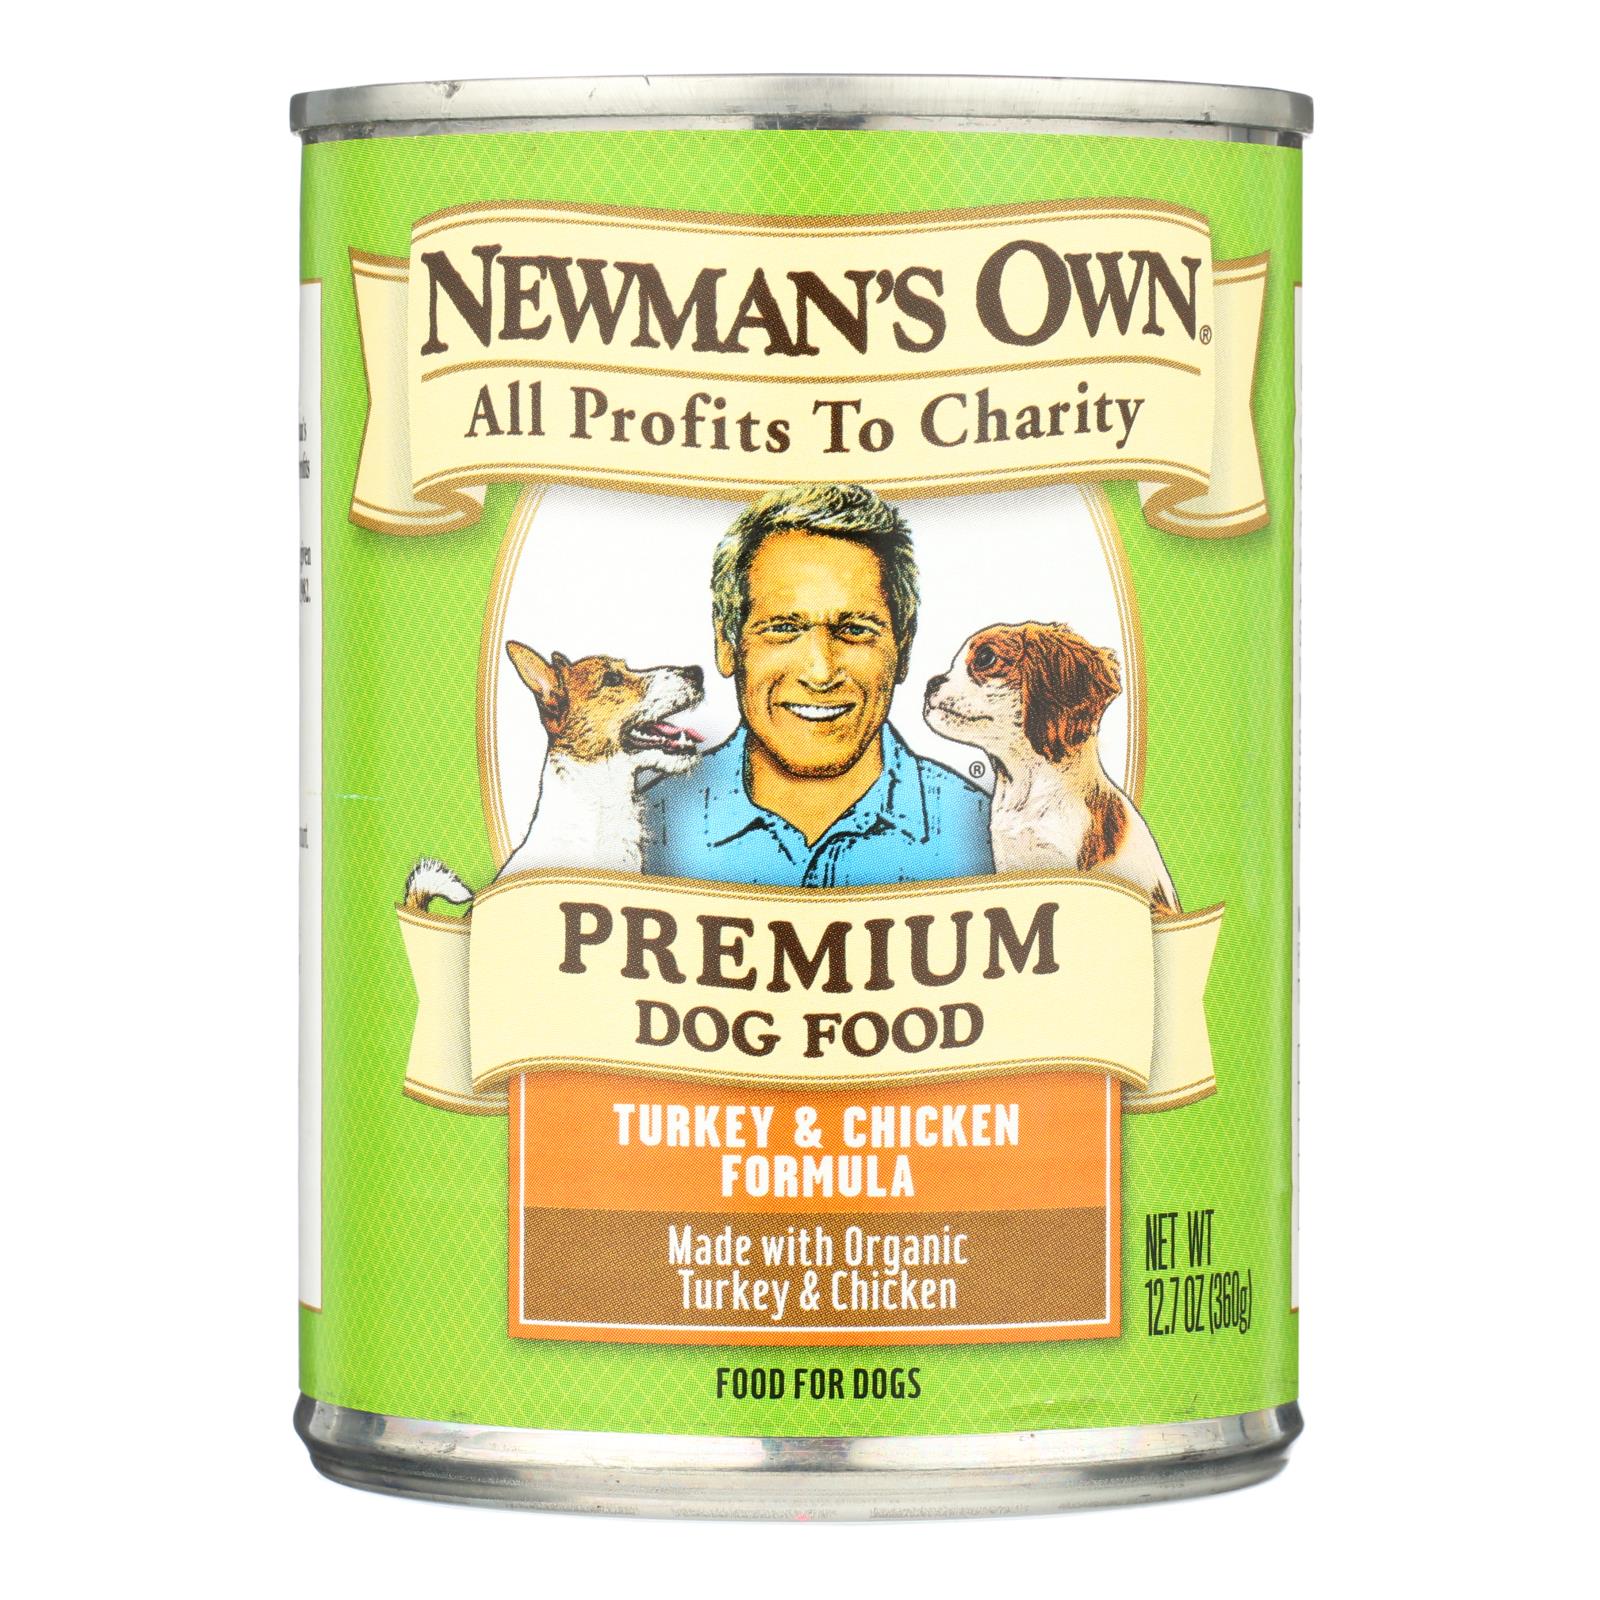 NEWMAN'S OWN®
All Profits To Charity
®
PREMIUM
DOG FOOD
TURKEY & CHICKEN
FORMULA
Made with Organic
Turkey & Chicken
NET WT
12.7 OZ (360g)
FOOD FOR DOGS